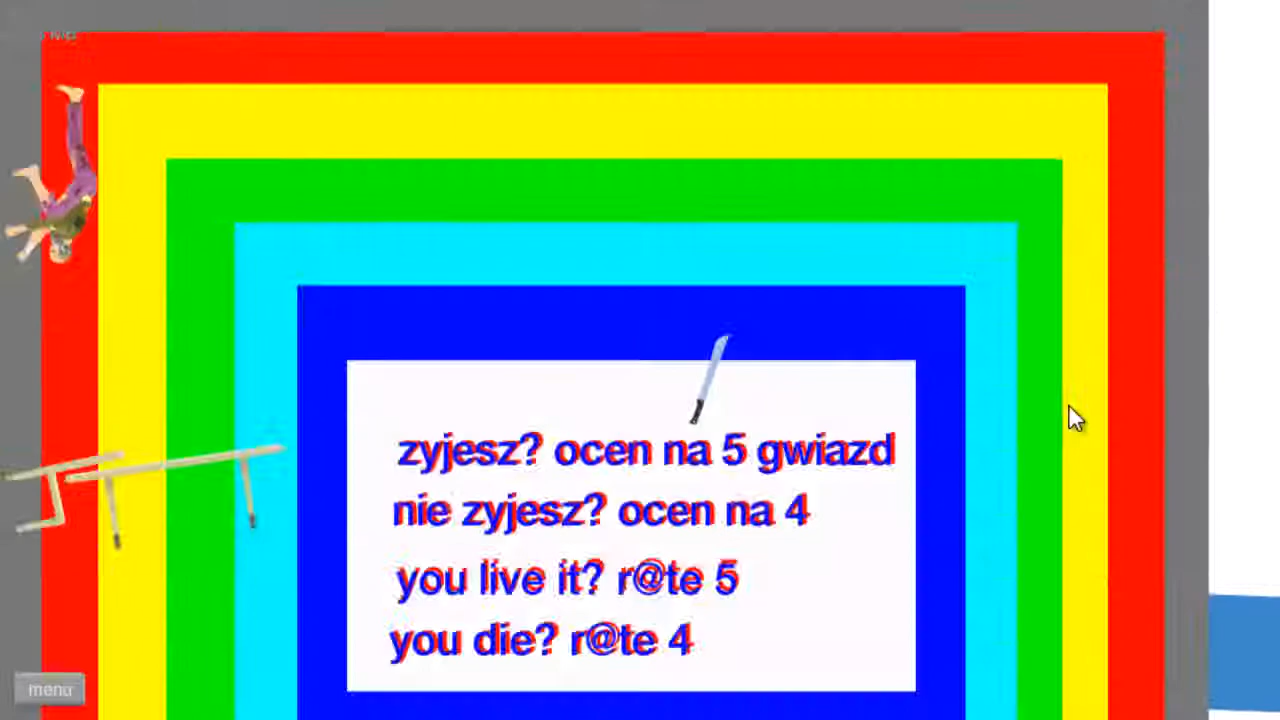 zyjesz? ocen na 5 gwiazd
nie zyjesz? ocen na 4
you live it? r@te 5
you die? r@te 4
menu